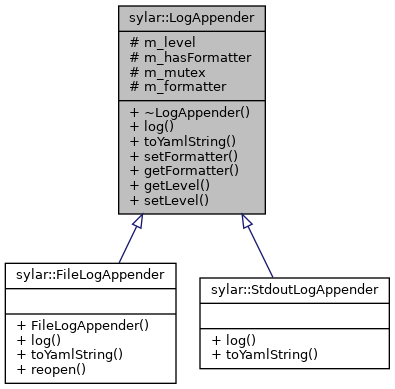 sylar::LogAppender
# m_level
# m_hasFormatter
# m_mutex
# m_formatter
+ ~LogAppender()
+ log()
+ toYamlString()
+ setFormatter()
+ getFormatter()
+ getLevel()
+ setLevel()
sylar::FileLogAppender
+ FileLogAppender()
+ log()
+ toYamlString()
+ reopen()
sylar::StdoutLogAppender
+ log()
+ toYamlString()